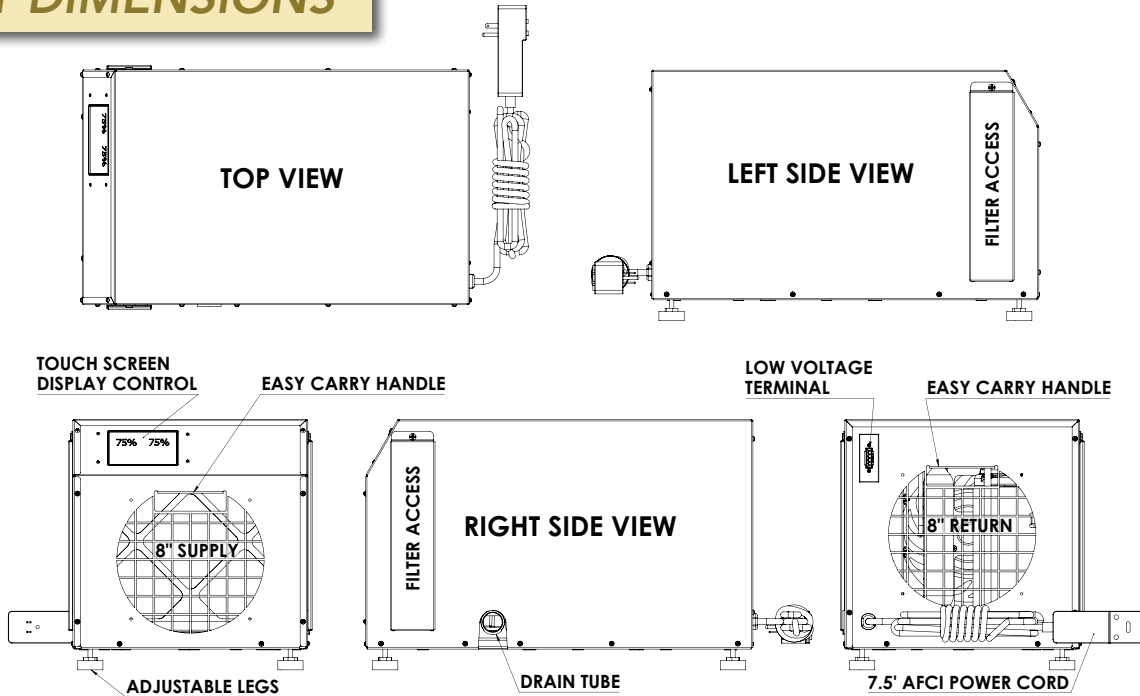 DIMENSIONS
75% 75%
TOP VIEW
LEFT SIDE VIEW
FILTER ACCESS
TOUCH SCREEN
DISPLAY CONTROL
EASY CARRY HANDLE
LOW VOLTAGE
TERMINAL
EASY CARRY HANDLE
75% 75%
8" SUPPLY
FILTER ACCESS
RIGHT SIDE VIEW
8" RETURN
ADJUSTABLE LEGS
DRAIN TUBE
7.5' AFCI POWER CORD